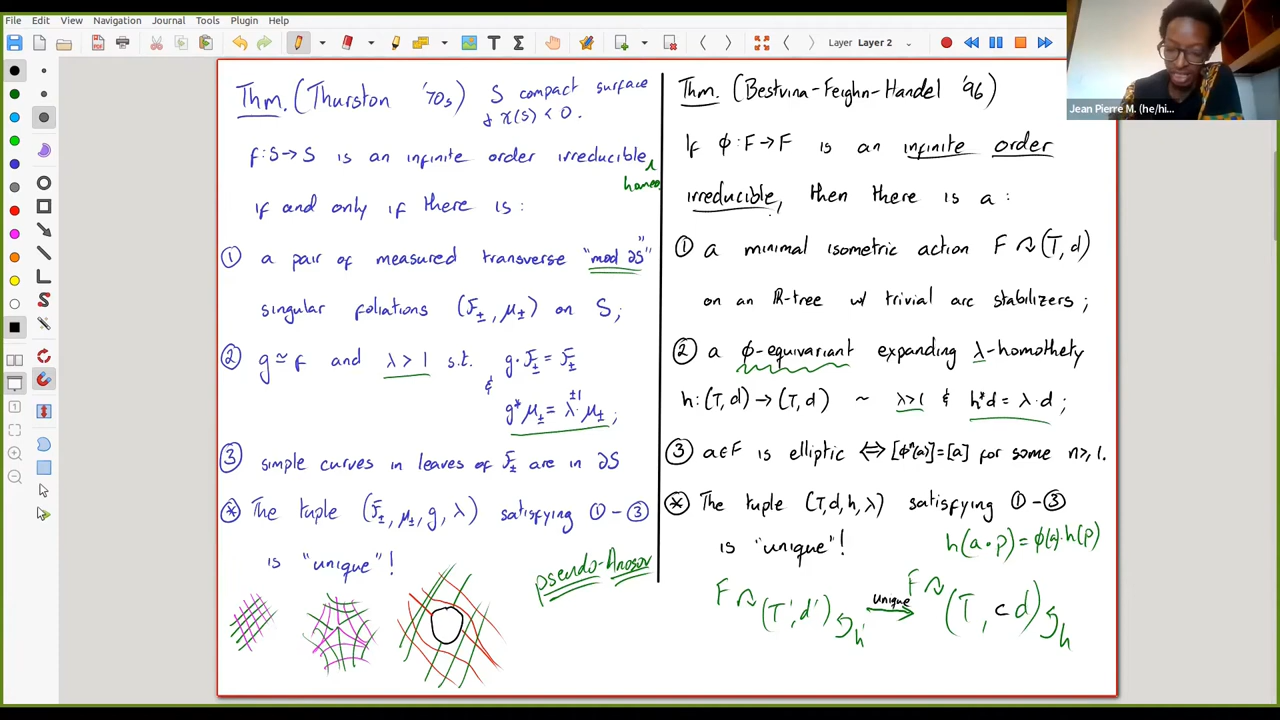 File Edit View Navigation Journal Tools Plugin Help
Layer Layer 2
Jean Pierre M. (he/hi...
Thm. (Thurston '70s) S compact surface
& χ(S) < 0.
f: S → S is an infinite order irreducible
homeo.
if and only if there is:
① a pair of measured transverse "mod ∂S"
singular foliations (F±, μ±) on S;
② g ≃ f and λ > 1 s.t. g·F± = F±
& g*μ± = λ^±1·μ±;
③ simple curves in leaves of F± are in ∂S
⊛ The tuple (F±, μ±, g, λ) satisfying ①–③
is "unique"!
pseudo-Anosov
Thm. (Bestvina-Feighn-Handel '96)
If φ: F → F is an infinite order
irreducible, then there is a:
① a minimal isometric action F ↷ (T, d)
on an ℝ-tree w/ trivial arc stabilizers;
② a φ-equivariant expanding λ-homothety
h: (T, d) → (T, d) ~ λ>1 & h*d = λ·d;
③ a∈F is elliptic ⟺ [φⁿ(a)]=[a] for some n≥1.
⊛ The tuple (T, d, h, λ) satisfying ①–③
is "unique"!
h(a·p) = φ(a)·h(p)
F ↷ (T', d') ↺ h' unique → F ↷ (T, c d) ↺ h